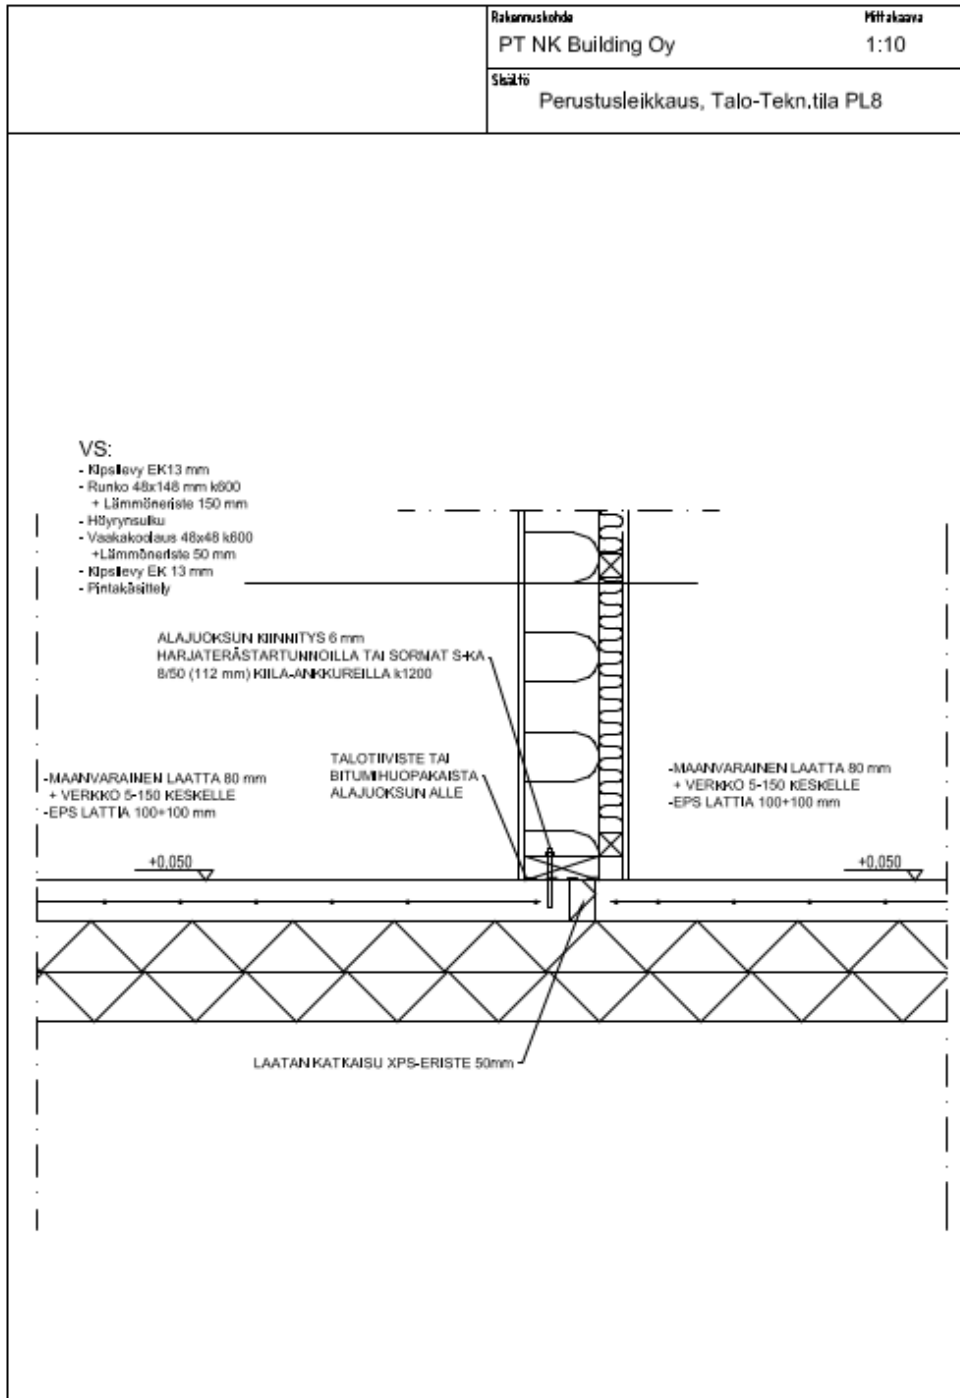 Rakennuskohde
Mittakaava
PT NK Building Oy
1:10
Sisältö
Perustusleikkaus, Talo-Tekn.tila PL8
VS:
- Kipsilevy EK13 mm
- Runko 48x148 mm k600
+ Lämmöneriste 150 mm
- Höyrynsulku
- Vaakakoolaus 48x48 k600
+Lämmöneriste 50 mm
- Kipsilevy EK 13 mm
- Pintakäsittely
ALAJUOKSUN KIINNITYS 6 mm
HARJATERÄSTARTUNNOILLA TAI SORMAT S-KA
8/50 (112 mm) KIILA-ANKKUREILLA k1200
TALOTIIVISTE TAI
BITUMIHUOPAKAISTA
ALAJUOKSUN ALLE
-MAANVARAINEN LAATTA 80 mm
+ VERKKO 5-150 KESKELLE
-EPS LATTIA 100+100 mm
-MAANVARAINEN LAATTA 80 mm
+ VERKKO 5-150 KESKELLE
-EPS LATTIA 100+100 mm
+0,050
+0,050
LAATAN KATKAISU XPS-ERISTE 50mm